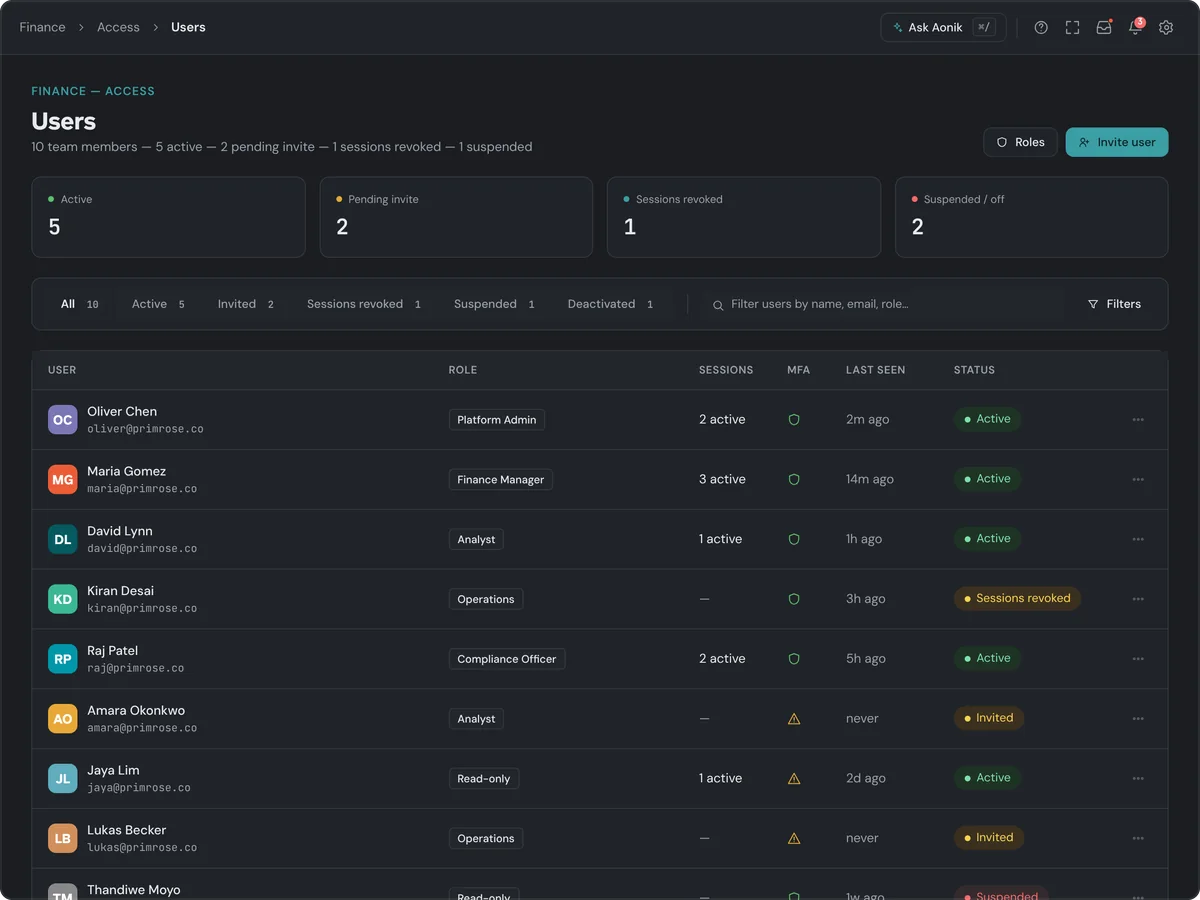 Finance > Access > Users
Ask Aonik ⌘/
3
FINANCE — ACCESS
Users
10 team members — 5 active — 2 pending invite — 1 sessions revoked — 1 suspended
Roles
Invite user
Active
5
Pending invite
2
Sessions revoked
1
Suspended / off
2
All 10 Active 5 Invited 2 Sessions revoked 1 Suspended 1 Deactivated 1 Filter users by name, email, role… Filters
USER ROLE SESSIONS MFA LAST SEEN STATUS
OC Oliver Chen
oliver@primrose.co
Platform Admin 2 active 2m ago Active
MG Maria Gomez
maria@primrose.co
Finance Manager 3 active 14m ago Active
DL David Lynn
david@primrose.co
Analyst 1 active 1h ago Active
KD Kiran Desai
kiran@primrose.co
Operations — 3h ago Sessions revoked
RP Raj Patel
raj@primrose.co
Compliance Officer 2 active 5h ago Active
AO Amara Okonkwo
amara@primrose.co
Analyst — never Invited
JL Jaya Lim
jaya@primrose.co
Read-only 1 active 2d ago Active
LB Lukas Becker
lukas@primrose.co
Operations — never Invited
TM Thandiwe Moyo
Read-only — 1w ago Suspended